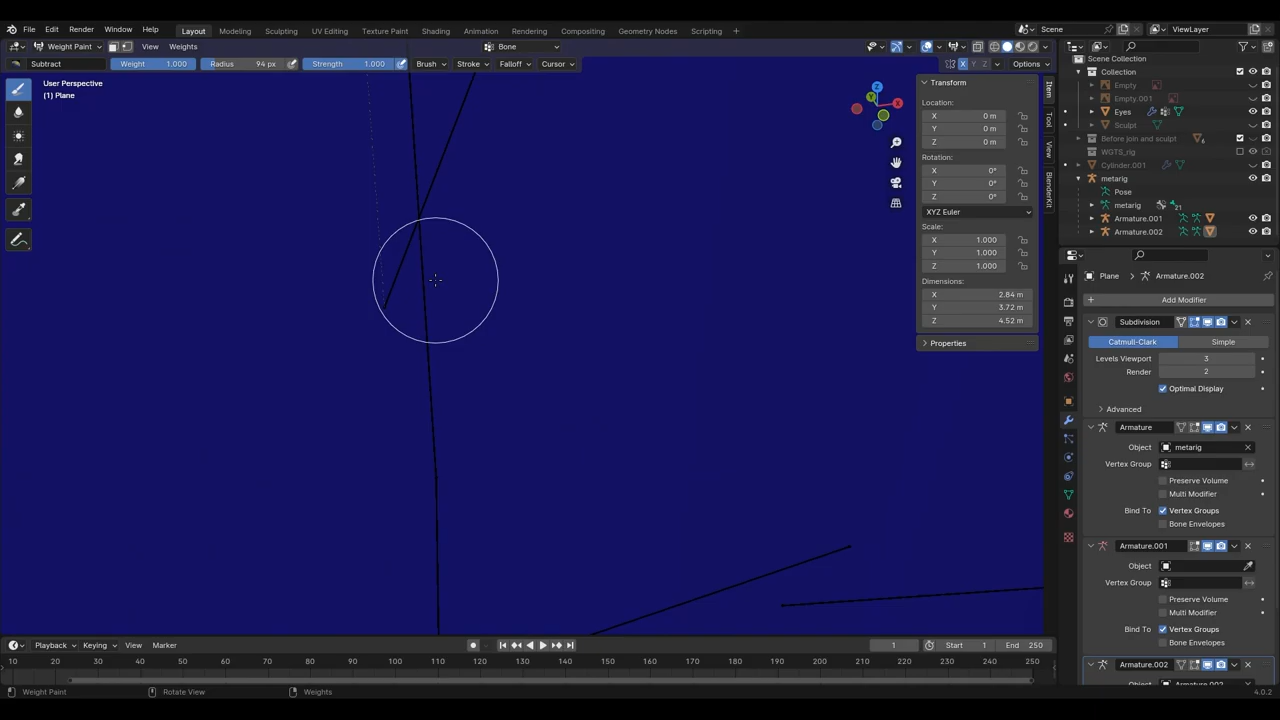 File Edit Render Window Help Layout Modeling Sculpting UV Editing Texture Paint Shading Animation Rendering Compositing Geometry Nodes Scripting + Scene ViewLayer
Weight Paint View Weights Bone
Subtract Weight 1.000 Radius 94 px Strength 1.000 Brush Stroke Falloff Cursor X Y Z Options
User Perspective
(1) Plane
Z
Y
X
Item
Tool
View
BlenderKit
Transform
Location:
X 0 m
Y 0 m
Z 0 m
Rotation:
X 0°
Y 0°
Z 0°
XYZ Euler
Scale:
X 1.000
Y 1.000
Z 1.000
Dimensions:
X 2.84 m
Y 3.72 m
Z 4.52 m
Properties
Scene Collection
Collection
Empty
Empty.001
Eyes
Sculpt
Before join and sculpt
WGTS_rig
Cylinder.001
metarig
Pose
metarig 21
Armature.001
Armature.002
Plane > Armature.002
+ Add Modifier
Subdivision
Catmull-Clark Simple
Levels Viewport 3
Render 2
Optimal Display
Advanced
Armature
Object metarig
Vertex Group
Preserve Volume
Multi Modifier
Bind To Vertex Groups
Bone Envelopes
Armature.001
Object
Vertex Group
Preserve Volume
Multi Modifier
Bind To Vertex Groups
Bone Envelopes
Armature.002
Object Armature.002
Playback Keying View Marker 1 Start 1 End 250
10 20 30 40 50 60 70 80 90 100 110 120 130 140 150 160 170 180 190 200 210 220 230 240 250
Weight Paint Rotate View Weights 4.0.2